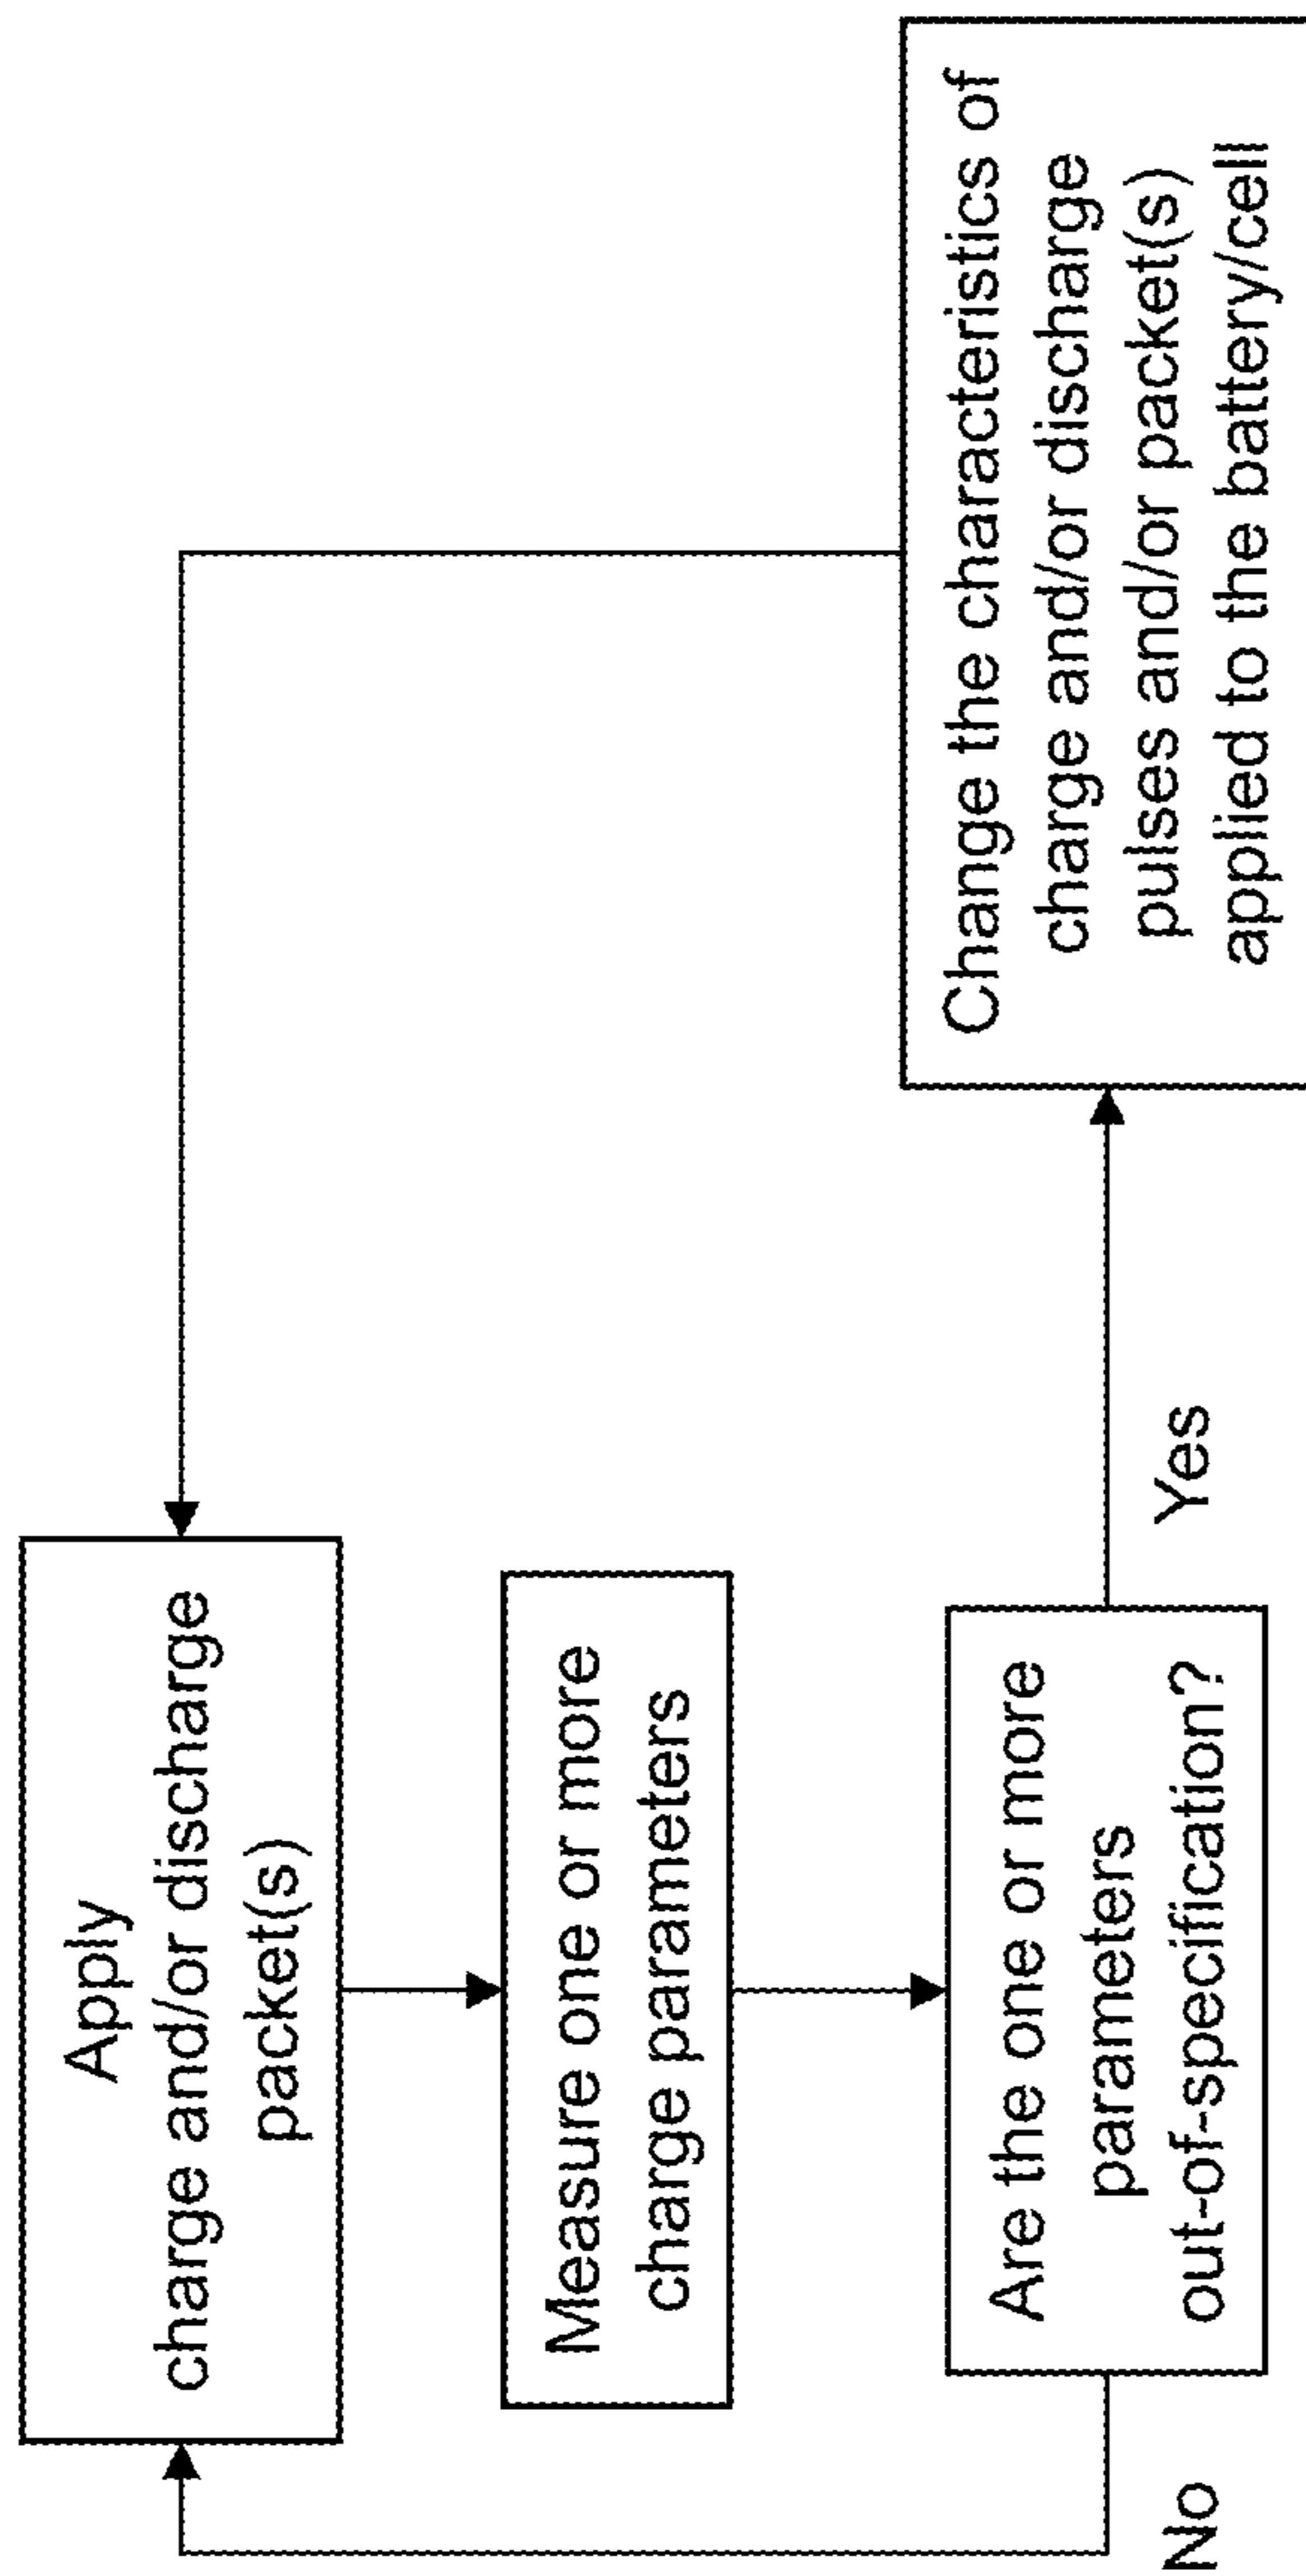 Apply
charge and/or discharge
packet(s)
Measure one or more
charge parameters
Are the one or more
parameters
out-of-specification?
No
Yes
Change the characteristics of
charge and/or discharge
pulses and/or packet(s)
applied to the battery/cell